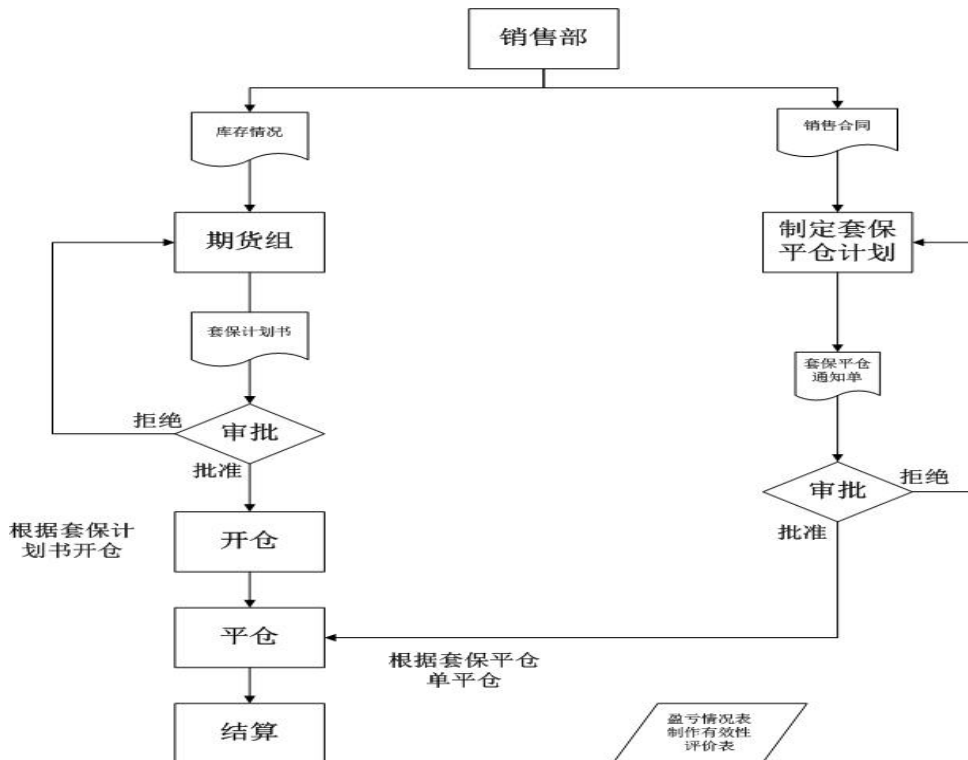 销售部
库存情况
销售合同
期货组
制定套保
平仓计划
套保计划书
套保平仓
通知单
拒绝
审批
批准
审批
拒绝
批准
根据套保计
划书开仓
开仓
平仓
根据套保平仓
单平仓
结算
盈亏情况表
制作有效性
评价表